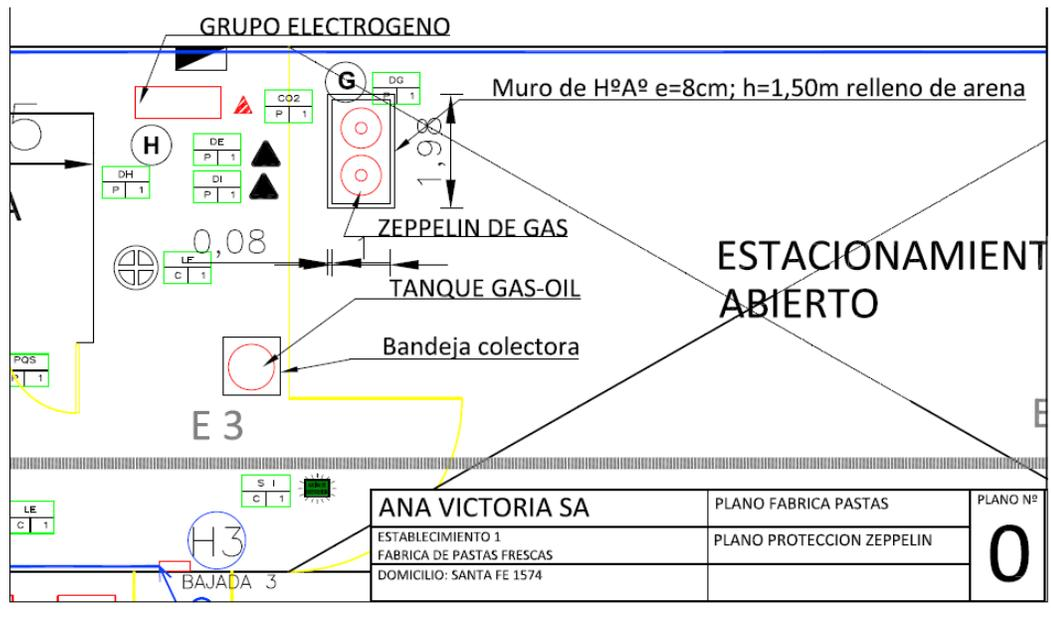 GRUPO ELECTROGENO
G
DG
P 1
Muro de HºAº e=8cm; h=1,50m relleno de arena
CO2
P 1
H
DE
P 1
DH
P 1
DI
P 1
1,98
ZEPPELIN DE GAS
0,08
1
LE
C 1
ESTACIONAMIENT
ABIERTO
TANQUE GAS-OIL
Bandeja colectora
PQS
P 1
E 3
S I
C 1
LE
C 1
H3
BAJADA 3
ANA VICTORIA SA
ESTABLECIMIENTO 1
FABRICA DE PASTAS FRESCAS
DOMICILIO: SANTA FE 1574
PLANO FABRICA PASTAS
PLANO PROTECCION ZEPPELIN
PLANO Nº
0